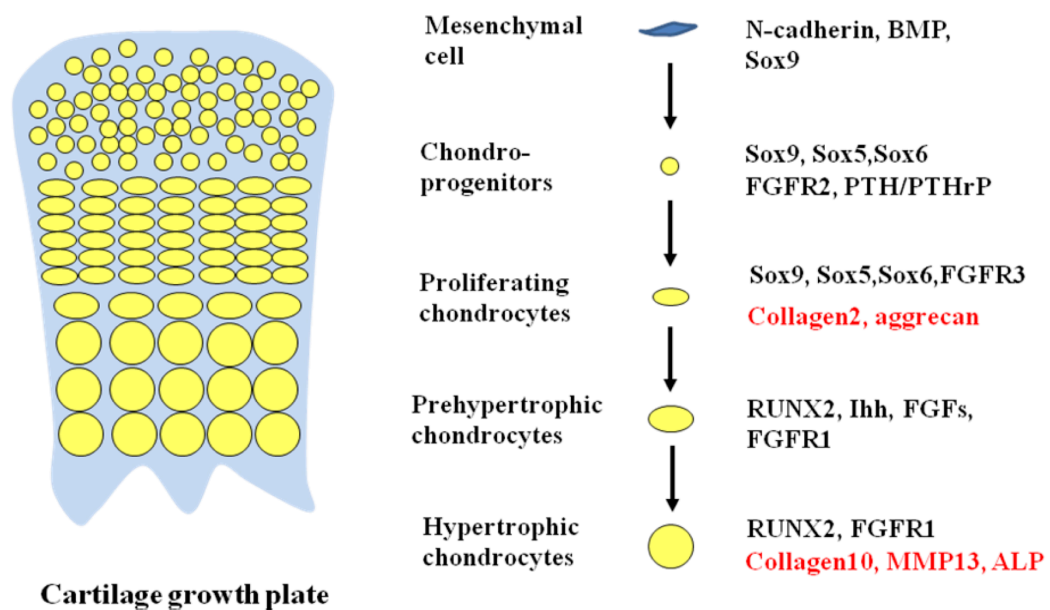 Mesenchymal
cell
N-cadherin, BMP,
Sox9
Chondro-
progenitors
Sox9, Sox5,Sox6
FGFR2, PTH/PTHrP
Proliferating
chondrocytes
Sox9, Sox5,Sox6,FGFR3
Collagen2, aggrecan
Prehypertrophic
chondrocytes
RUNX2, Ihh, FGFs,
FGFR1
Hypertrophic
chondrocytes
RUNX2, FGFR1
Collagen10, MMP13, ALP
Cartilage growth plate